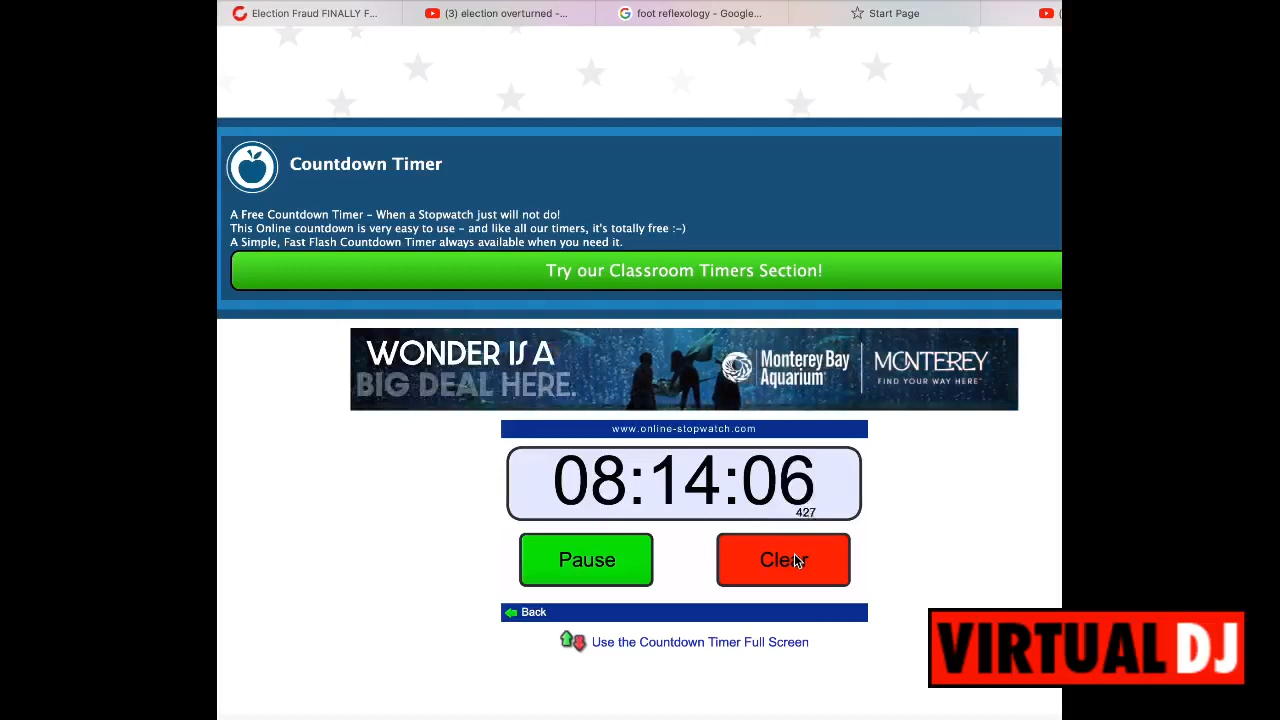 Election Fraud FINALLY F...
(3) election overturned -...
foot reflexology - Google...
Start Page
(
Countdown Timer
A Free Countdown Timer - When a Stopwatch just will not do!
This Online countdown is very easy to use - and like all our timers, it's totally free :-)
A Simple, Fast Flash Countdown Timer always available when you need it.
Try our Classroom Timers Section!
WONDER IS A
BIG DEAL HERE.
Monterey Bay
Aquarium
MONTEREY
FIND YOUR WAY HERE™
www.online-stopwatch.com
08:14:06
427
Pause
Clear
Back
Use the Countdown Timer Full Screen
VIRTUAL DJ